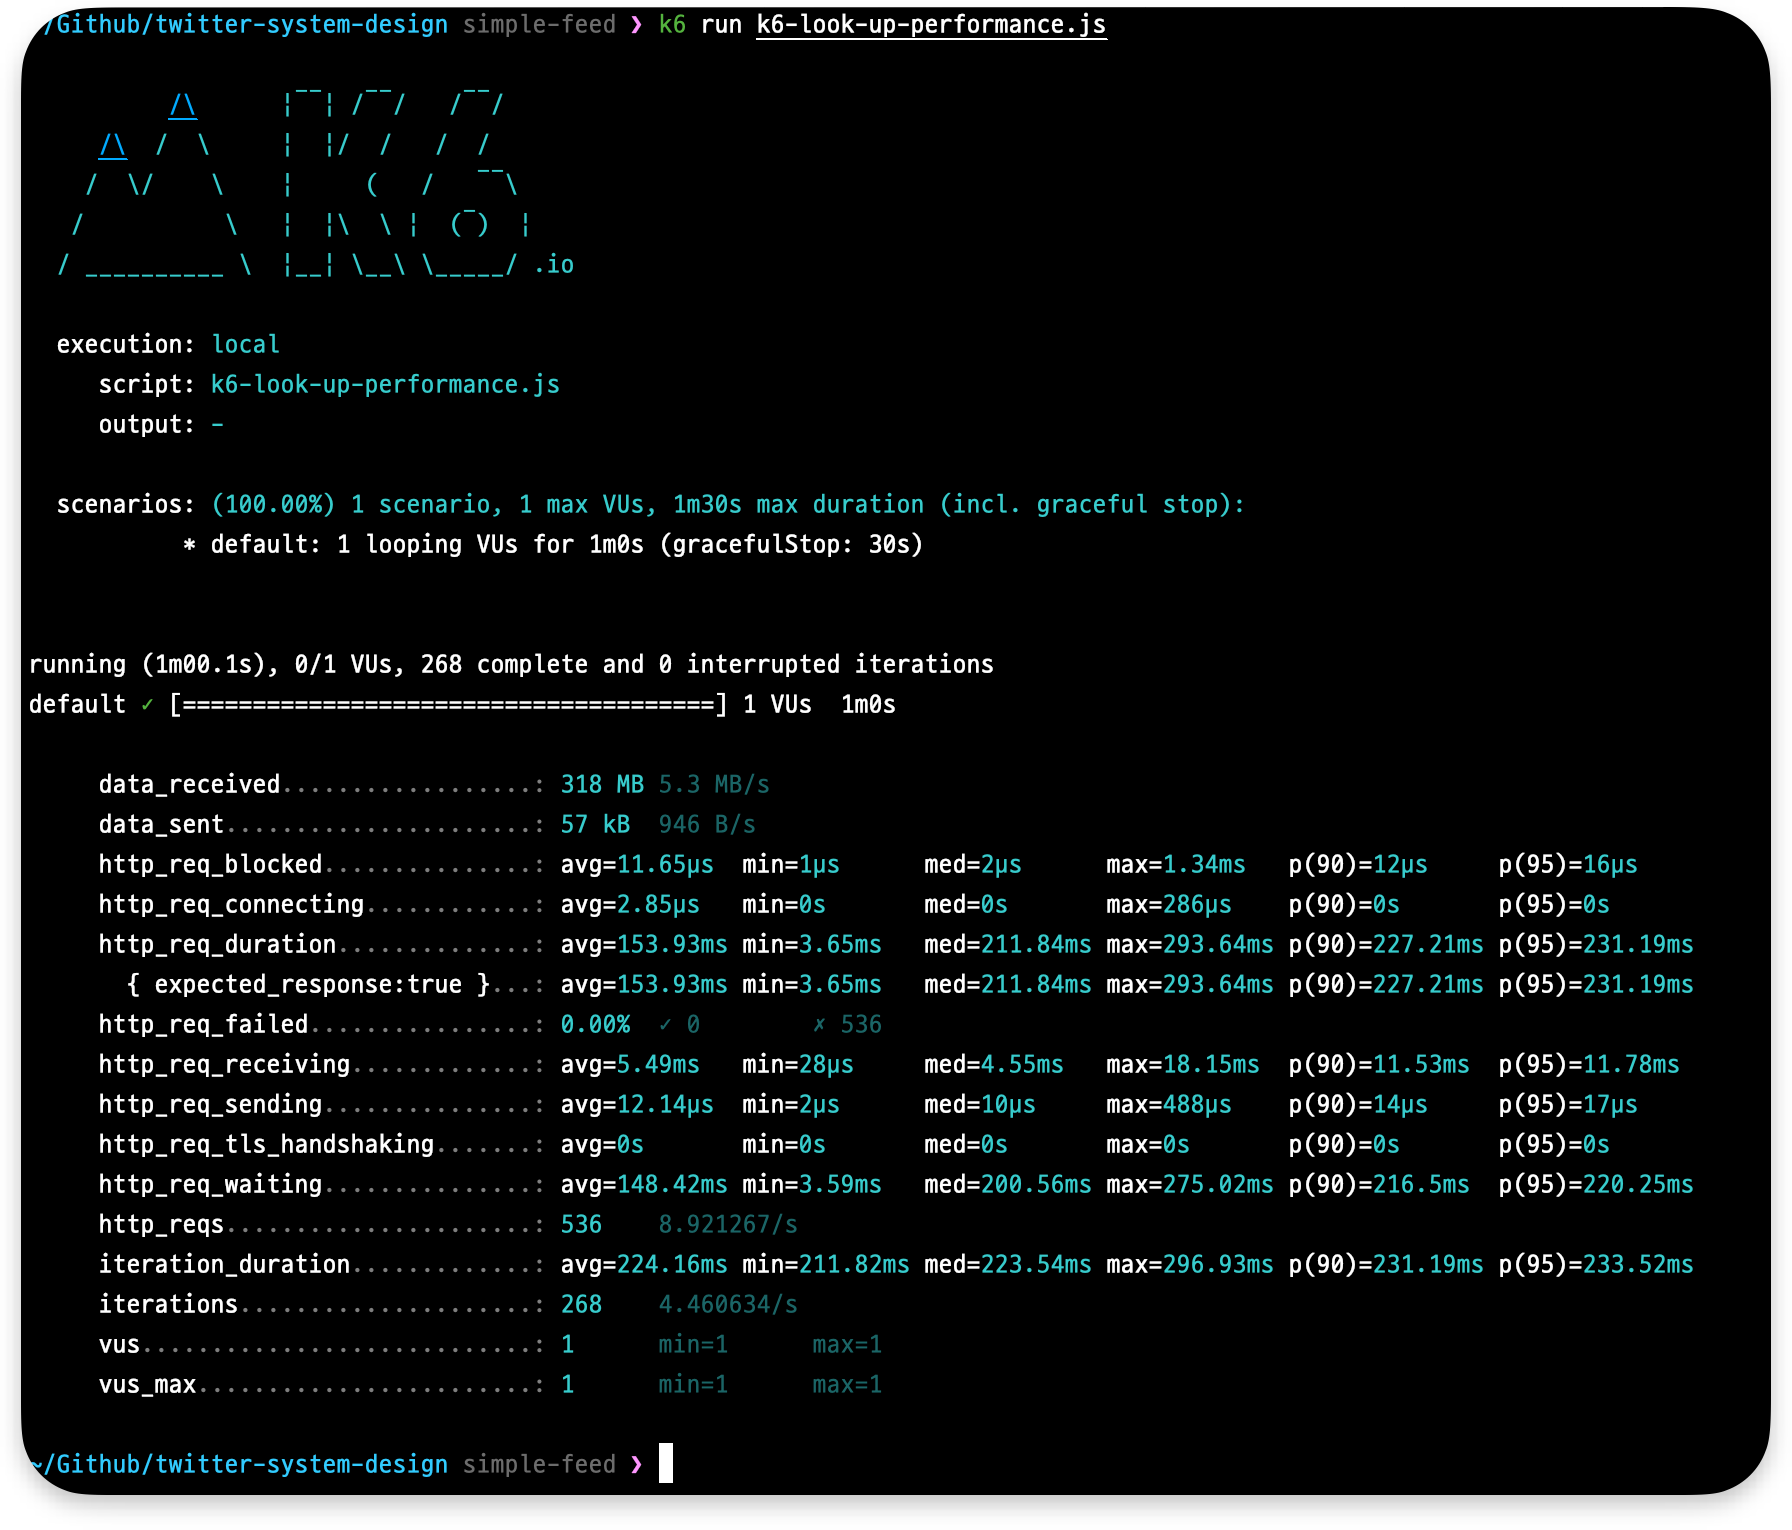 ~/Github/twitter-system-design simple-feed ❯ k6 run k6-look-up-performance.js
          /\      |‾‾| /‾‾/   /‾‾/
     /\  /  \     |  |/  /   /  /
    /  \/    \    |     (   /   ‾‾\
   /          \   |  |\  \ |  (‾)  |
  / __________ \  |__| \__\ \_____/ .io
  execution: local
     script: k6-look-up-performance.js
     output: -
  scenarios: (100.00%) 1 scenario, 1 max VUs, 1m30s max duration (incl. graceful stop):
           * default: 1 looping VUs for 1m0s (gracefulStop: 30s)
running (1m00.1s), 0/1 VUs, 268 complete and 0 interrupted iterations
default ✓ [======================================] 1 VUs  1m0s
     data_received..................: 318 MB 5.3 MB/s
     data_sent......................: 57 kB  946 B/s
     http_req_blocked...............: avg=11.65µs  min=1µs      med=2µs      max=1.34ms   p(90)=12µs     p(95)=16µs
     http_req_connecting............: avg=2.85µs   min=0s       med=0s       max=286µs    p(90)=0s       p(95)=0s
     http_req_duration..............: avg=153.93ms min=3.65ms   med=211.84ms max=293.64ms p(90)=227.21ms p(95)=231.19ms
       { expected_response:true }...: avg=153.93ms min=3.65ms   med=211.84ms max=293.64ms p(90)=227.21ms p(95)=231.19ms
     http_req_failed................: 0.00%  ✓ 0        ✗ 536
     http_req_receiving.............: avg=5.49ms   min=28µs     med=4.55ms   max=18.15ms  p(90)=11.53ms  p(95)=11.78ms
     http_req_sending...............: avg=12.14µs  min=2µs      med=10µs     max=488µs    p(90)=14µs     p(95)=17µs
     http_req_tls_handshaking.......: avg=0s       min=0s       med=0s       max=0s       p(90)=0s       p(95)=0s
     http_req_waiting...............: avg=148.42ms min=3.59ms   med=200.56ms max=275.02ms p(90)=216.5ms  p(95)=220.25ms
     http_reqs......................: 536    8.921267/s
     iteration_duration.............: avg=224.16ms min=211.82ms med=223.54ms max=296.93ms p(90)=231.19ms p(95)=233.52ms
     iterations.....................: 268    4.460634/s
     vus............................: 1      min=1      max=1
     vus_max........................: 1      min=1      max=1
~/Github/twitter-system-design simple-feed ❯